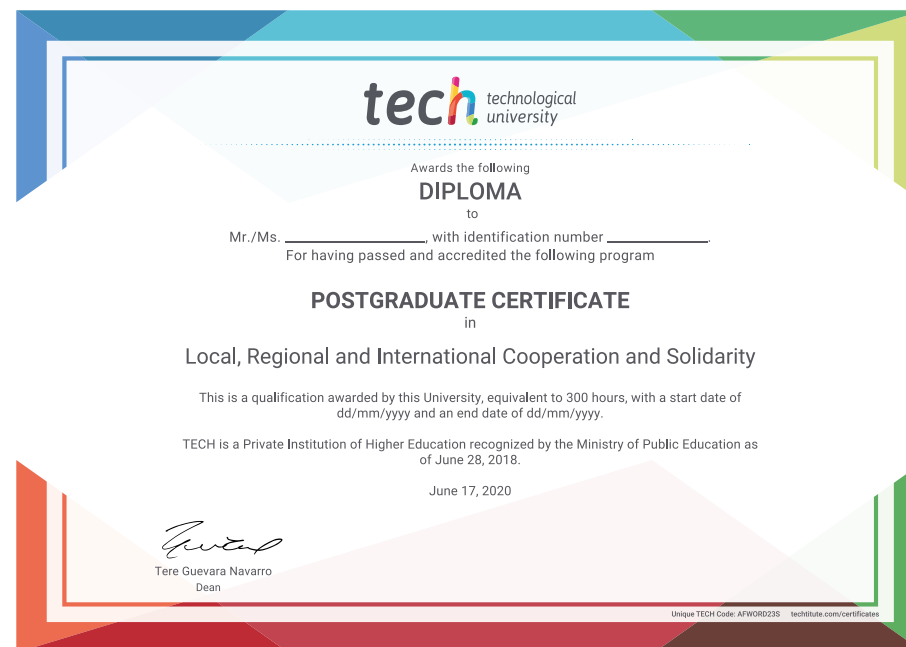 tech technological
university
Awards the following
DIPLOMA
to
Mr./Ms. ____________________, with identification number ______________.
For having passed and accredited the following program
POSTGRADUATE CERTIFICATE
in
Local, Regional and International Cooperation and Solidarity
This is a qualification awarded by this University, equivalent to 300 hours, with a start date of
dd/mm/yyyy and an end date of dd/mm/yyyy.
TECH is a Private Institution of Higher Education recognized by the Ministry of Public Education as
of June 28, 2018.
June 17, 2020
Tere Guevara Navarro
Dean
Unique TECH Code: AFWORD23S techtitute.com/certificates